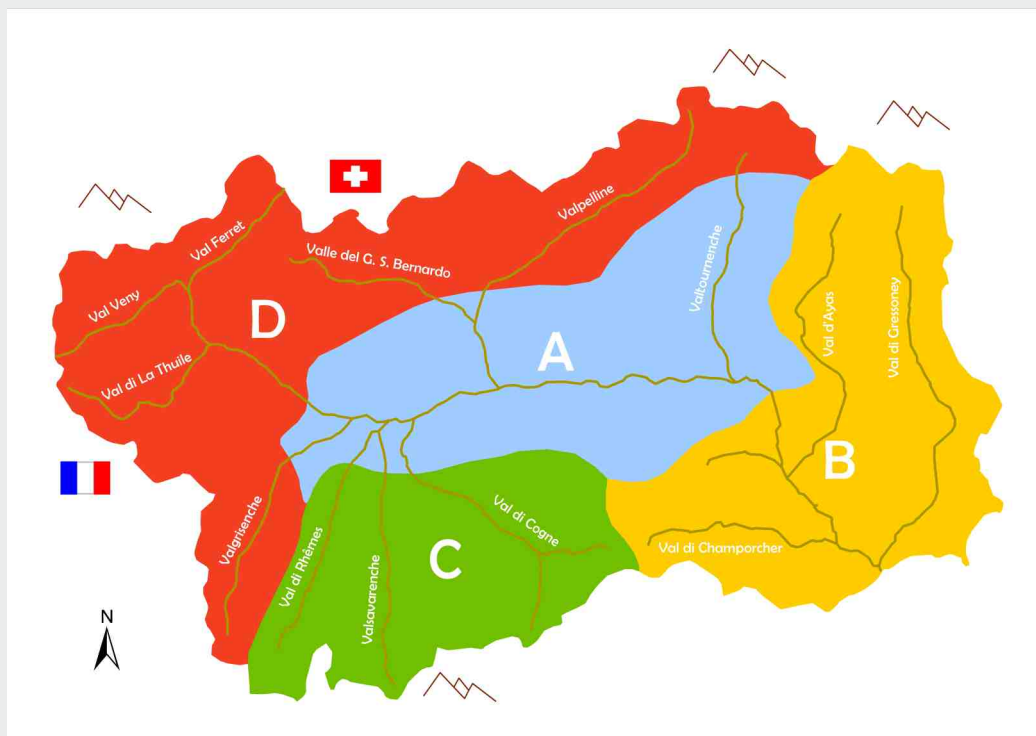 Val Ferret
Valpelline
Valle del G. S. Bernardo
Val Veny
D
Valtournenche
Val d'Ayas
Val di Gressoney
A
Val di La Thuile
B
Val di Cogne
Valgrisenche
Val di Rhêmes
C
Val di Champorcher
Valsavarenche
N